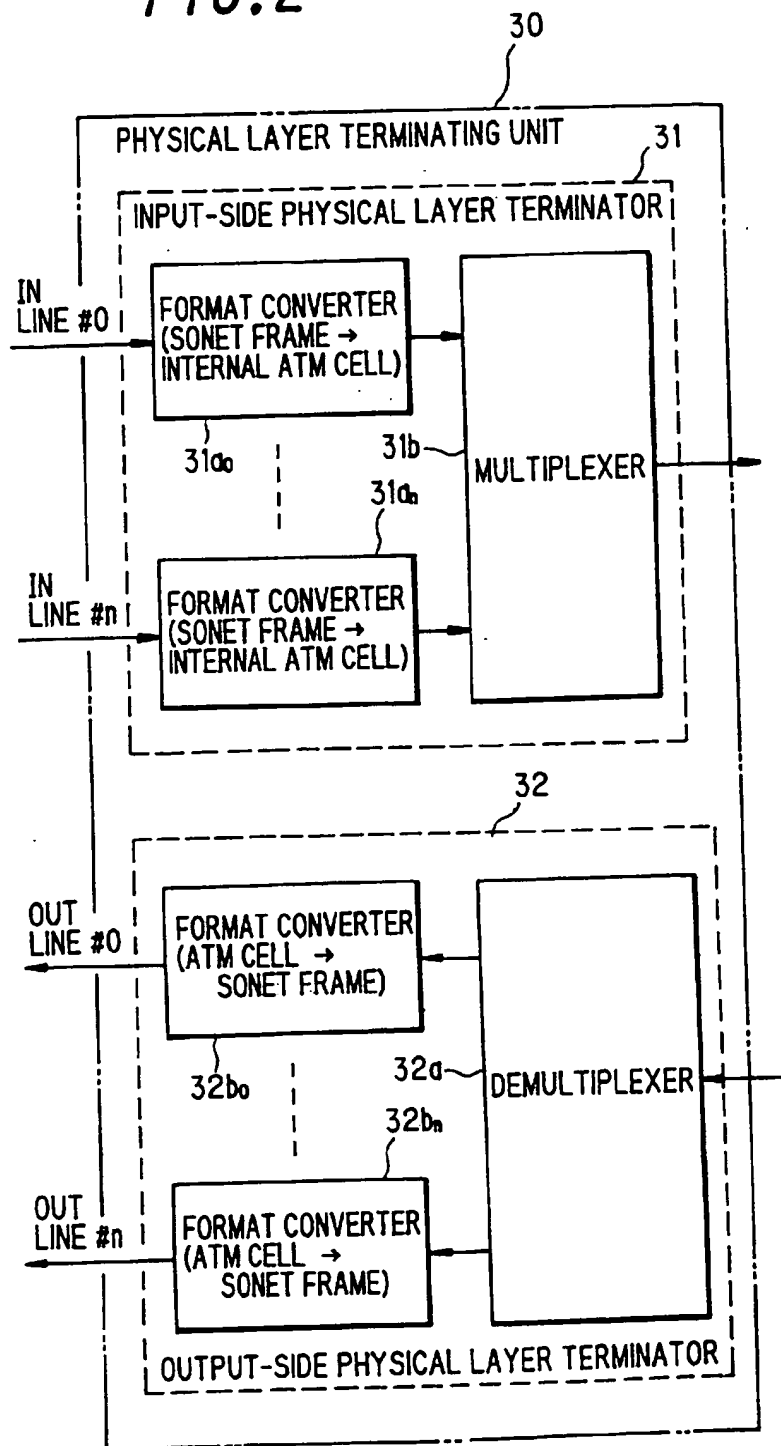 FIG.2
30
PHYSICAL LAYER TERMINATING UNIT
31
INPUT-SIDE PHYSICAL LAYER TERMINATOR
IN
LINE #0
FORMAT CONVERTER
(SONET FRAME →
INTERNAL ATM CELL)
31a0
31b
MULTIPLEXER
31an
IN
LINE #n
FORMAT CONVERTER
(SONET FRAME →
INTERNAL ATM CELL)
32
OUT
LINE #0
FORMAT CONVERTER
(ATM CELL →
SONET FRAME)
32b0
32a
DEMULTIPLEXER
32bn
OUT
LINE #n
FORMAT CONVERTER
(ATM CELL →
SONET FRAME)
OUTPUT-SIDE PHYSICAL LAYER TERMINATOR